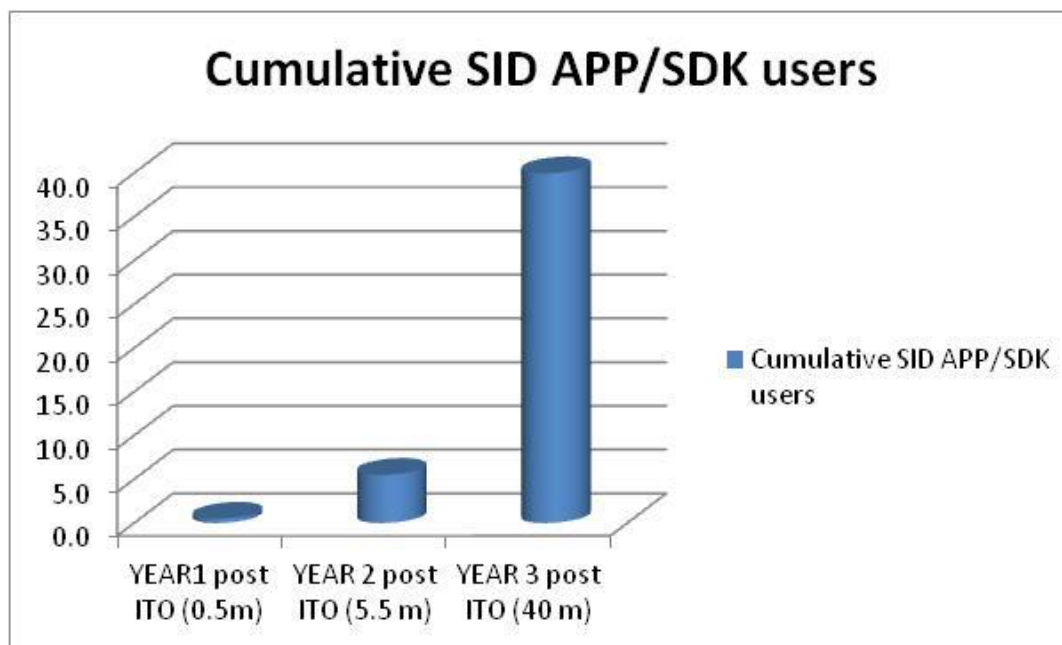 Cumulative SID APP/SDK users
40.0
35.0
30.0
25.0
20.0
15.0
10.0
5.0
0.0
YEAR1 post
ITO (0.5m)
YEAR 2 post
ITO (5.5 m)
YEAR 3 post
ITO (40 m)
Cumulative SID APP/SDK
users